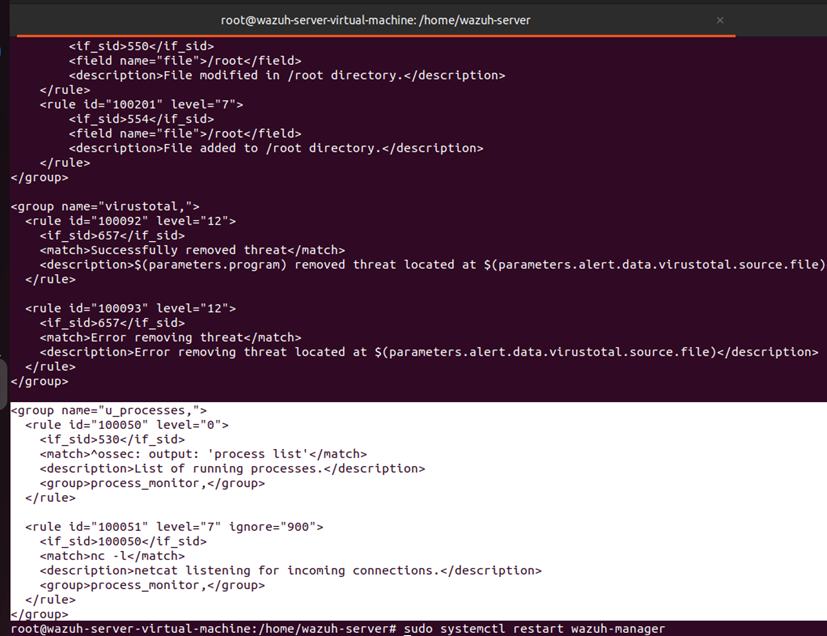 root@wazuh-server-virtual-machine: /home/wazuh-server ×
<if_sid>550</if_sid>
<field name="file">/root</field>
<description>File modified in /root directory.</description>
</rule>
<rule id="100201" level="7">
<if_sid>554</if_sid>
<field name="file">/root</field>
<description>File added to /root directory.</description>
</rule>
</group>
<group name="virustotal,">
<rule id="100092" level="12">
<if_sid>657</if_sid>
<match>Successfully removed threat</match>
<description>$(parameters.program) removed threat located at $(parameters.alert.data.virustotal.source.file)
</rule>
<rule id="100093" level="12">
<if_sid>657</if_sid>
<match>Error removing threat</match>
<description>Error removing threat located at $(parameters.alert.data.virustotal.source.file)</description>
</rule>
</group>
<group name="u_processes,">
<rule id="100050" level="0">
<if_sid>530</if_sid>
<match>^ossec: output: 'process list'</match>
<description>List of running processes.</description>
<group>process_monitor,</group>
</rule>
<rule id="100051" level="7" ignore="900">
<if_sid>100050</if_sid>
<match>nc -l</match>
<description>netcat listening for incoming connections.</description>
<group>process_monitor,</group>
</rule>
</group>
root@wazuh-server-virtual-machine:/home/wazuh-server# sudo systemctl restart wazuh-manager